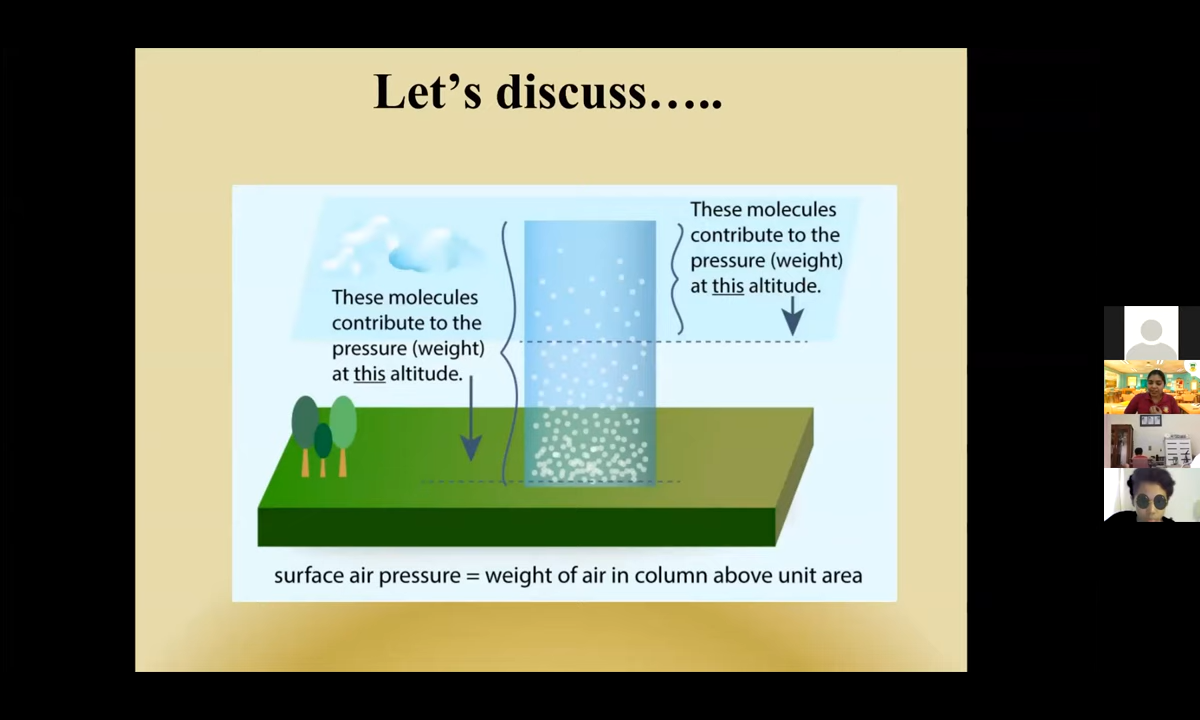 Let’s discuss…..
These molecules
contribute to the
pressure (weight)
at this altitude.
These molecules
contribute to the
pressure (weight)
at this altitude.
surface air pressure = weight of air in column above unit area